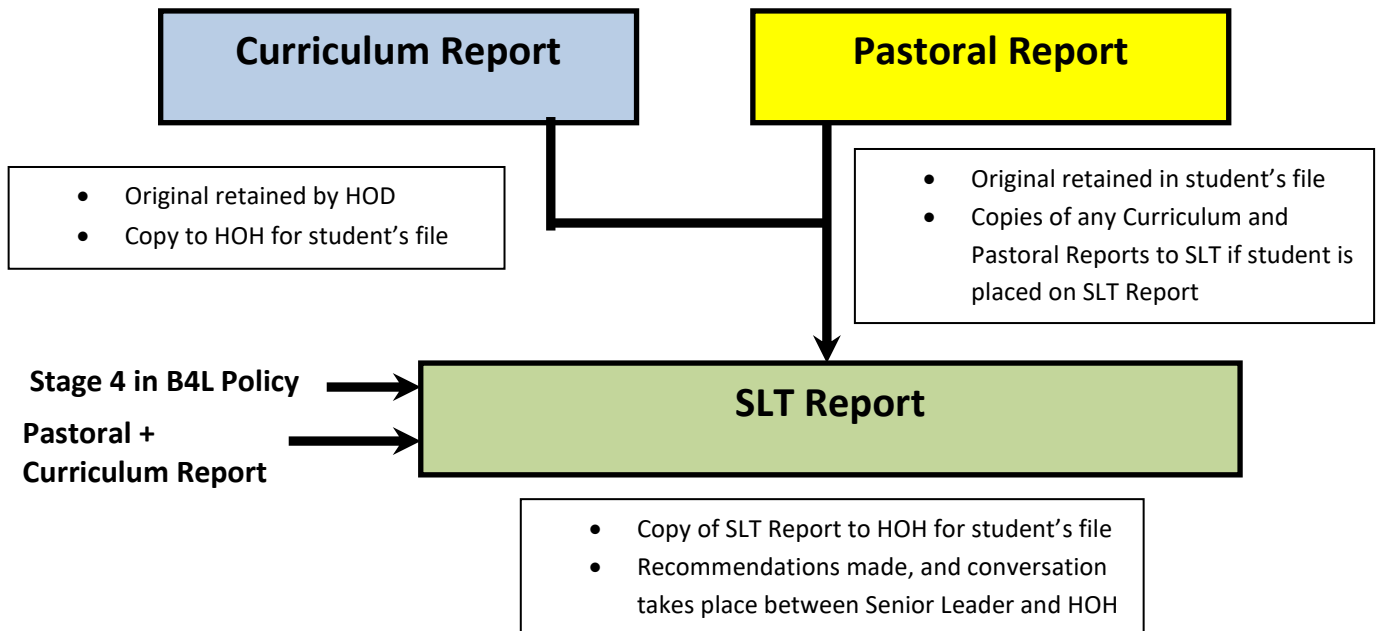 Curriculum Report
Pastoral Report
• Original retained by HOD
• Copy to HOH for student’s file
• Original retained in student’s file
• Copies of any Curriculum and
Pastoral Reports to SLT if student is
placed on SLT Report
Stage 4 in B4L Policy
Pastoral +
Curriculum Report
SLT Report
• Copy of SLT Report to HOH for student’s file
• Recommendations made, and conversation
takes place between Senior Leader and HOH